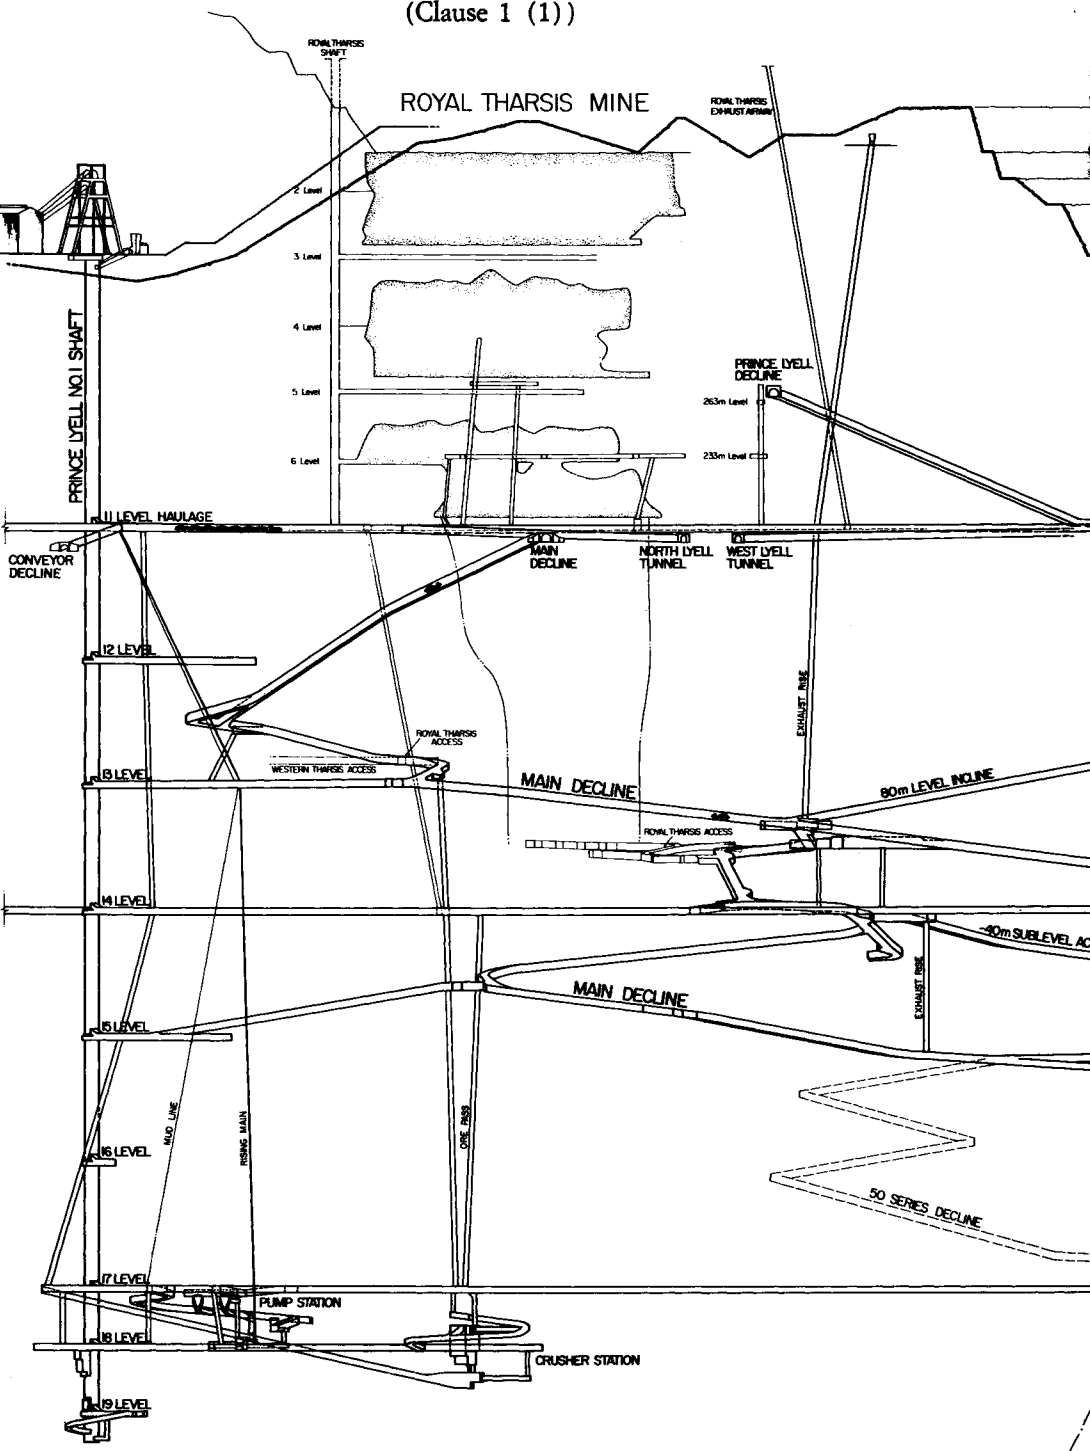 (Clause 1 (1))
ROYAL THARSIS
SHAFT
ROYAL THARSIS MINE
ROYAL THARSIS
EXHAUST AIRWAY
2 Level
3 Level
4 Level
PRINCE LYELL NO.1 SHAFT
PRINCE LYELL
DECLINE
5 Level
263m Level
6 Level
233m Level
11 LEVEL HAULAGE
CONVEYOR
DECLINE
MAIN
DECLINE
NORTH LYELL
TUNNEL
WEST LYELL
TUNNEL
12 LEVEL
EXHAUST RISE
ROYAL THARSIS
ACCESS
WESTERN THARSIS ACCESS
13 LEVEL
MAIN DECLINE
80m LEVEL INCLINE
ROYAL THARSIS ACCESS
14 LEVEL
-40m SUBLEVEL AC
EXHAUST RISE
MAIN DECLINE
15 LEVEL
MUD LINE
RISING MAIN
ORE PASS
16 LEVEL
50 SERIES DECLINE
17 LEVEL
PUMP STATION
18 LEVEL
CRUSHER STATION
19 LEVEL